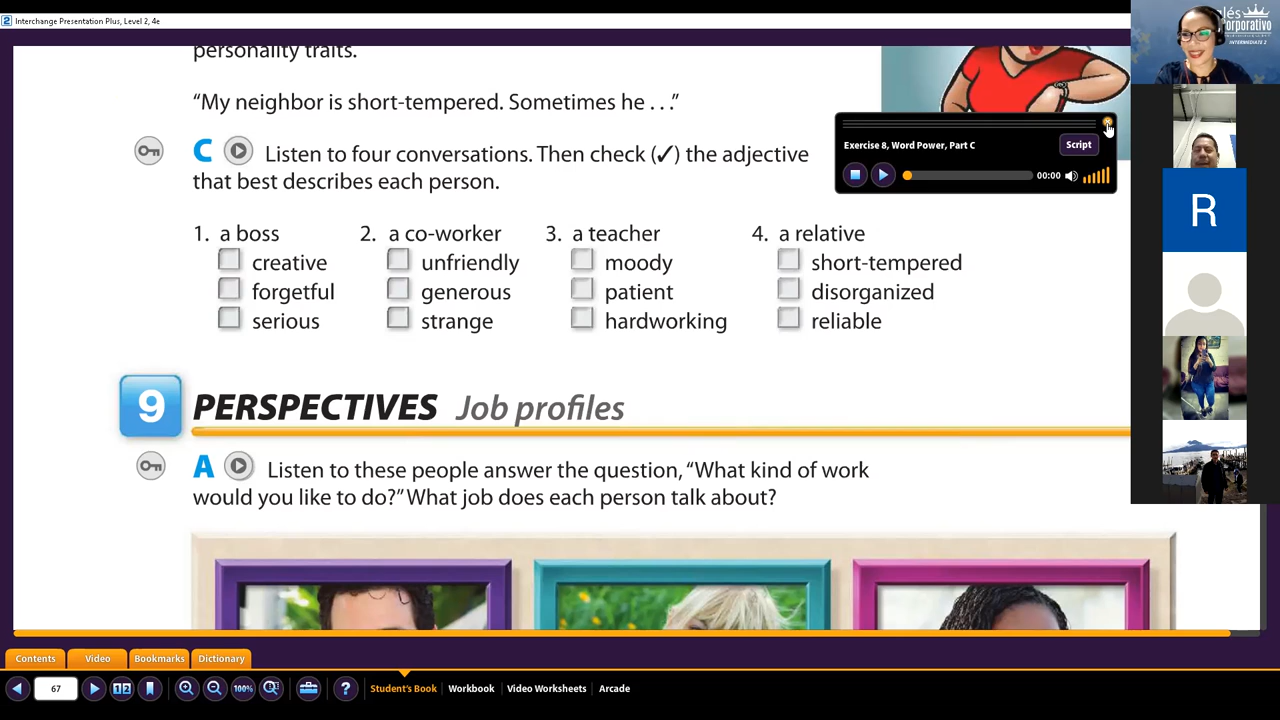 Interchange Presentation Plus, Level 2, 4e
personality traits.
“My neighbor is short-tempered. Sometimes he . . .”
C Listen to four conversations. Then check (✓) the adjective
that best describes each person.
Exercise 8, Word Power, Part C
Script
00:00
1. a boss
creative
forgetful
serious
2. a co-worker
unfriendly
generous
strange
3. a teacher
moody
patient
hardworking
4. a relative
short-tempered
disorganized
reliable
9 PERSPECTIVES Job profiles
A Listen to these people answer the question, “What kind of work
would you like to do?” What job does each person talk about?
R
INTERMEDIATE 2
Contents Video Bookmarks Dictionary
67 1 2 100% ? Student's Book Workbook Video Worksheets Arcade